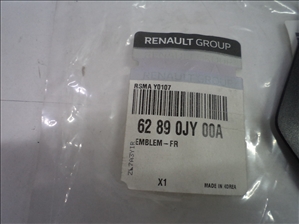 RENAULT GROUP
RSMA Y0107
62 89 0JY 00A
EMBLEM-FR
X1
MADE IN KOREA